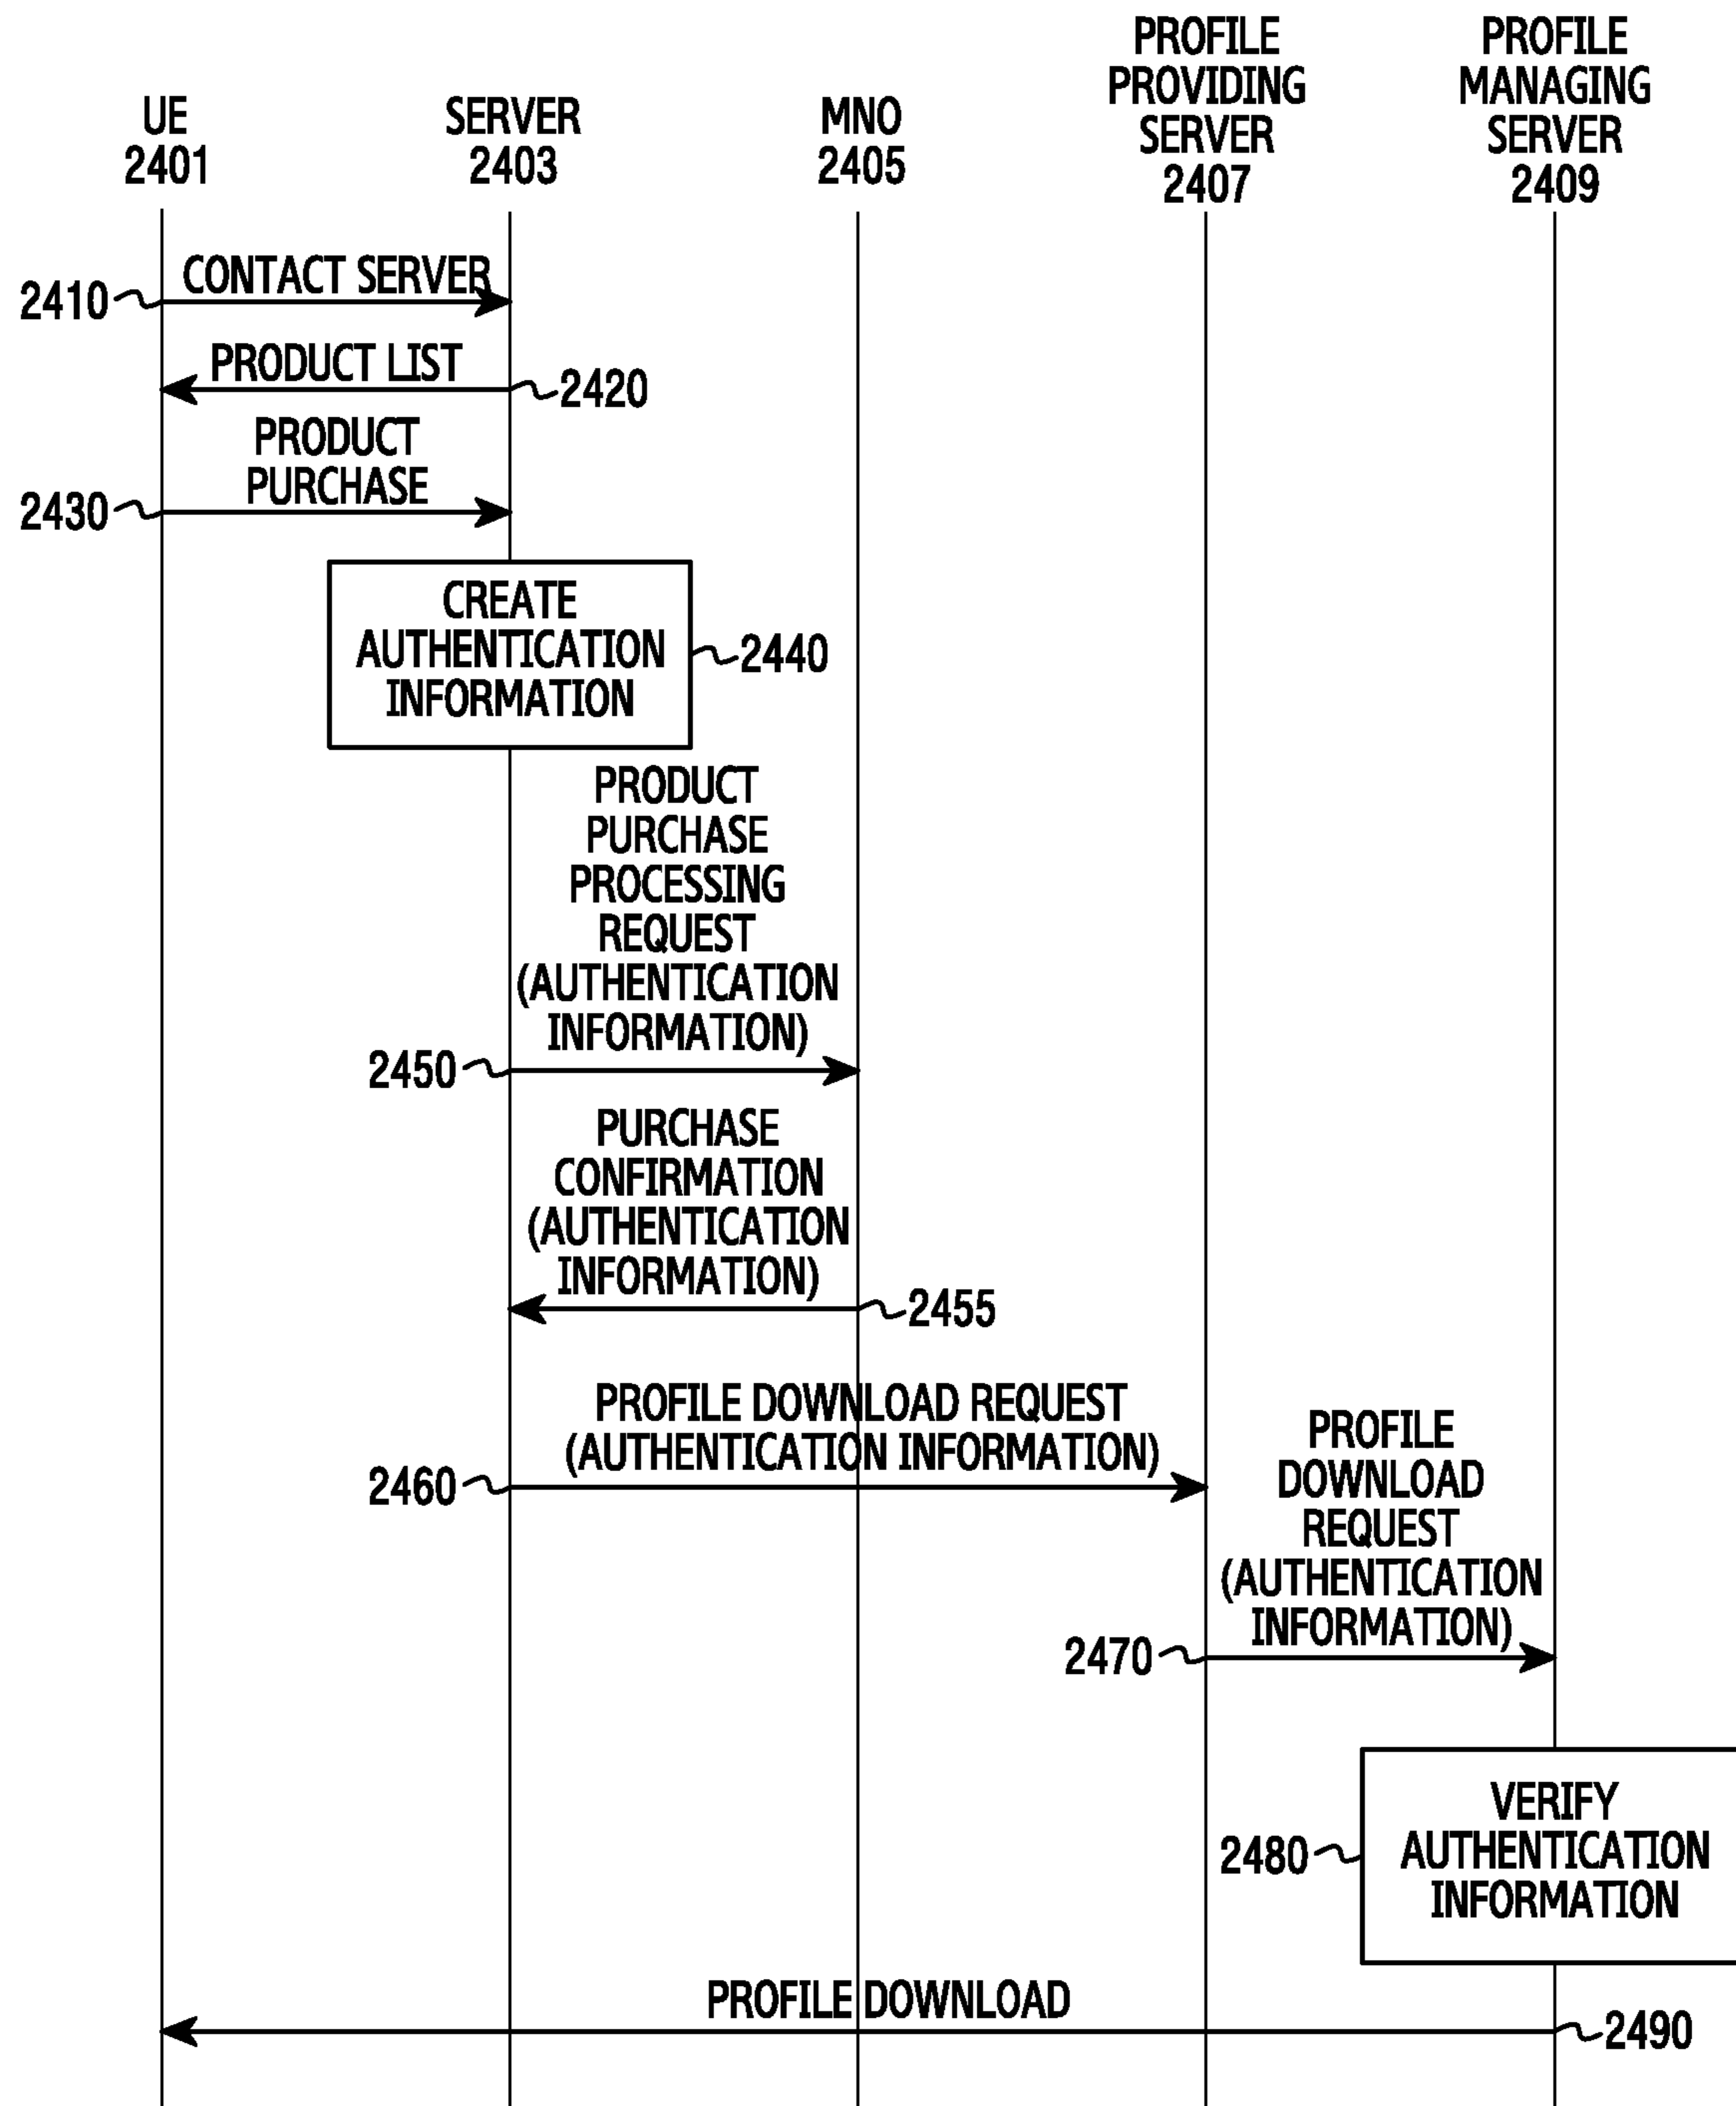 UE
2401
SERVER
2403
MNO
2405
PROFILE
PROVIDING
SERVER
2407
PROFILE
MANAGING
SERVER
2409
CONTACT SERVER
2410
PRODUCT LIST
2420
PRODUCT
PURCHASE
2430
CREATE
AUTHENTICATION
INFORMATION
2440
PRODUCT
PURCHASE
PROCESSING
REQUEST
(AUTHENTICATION
INFORMATION)
2450
PURCHASE
CONFIRMATION
(AUTHENTICATION
INFORMATION)
2455
PROFILE DOWNLOAD REQUEST
(AUTHENTICATION INFORMATION)
2460
PROFILE
DOWNLOAD
REQUEST
(AUTHENTICATION
INFORMATION)
2470
VERIFY
AUTHENTICATION
INFORMATION
2480
PROFILE DOWNLOAD
2490